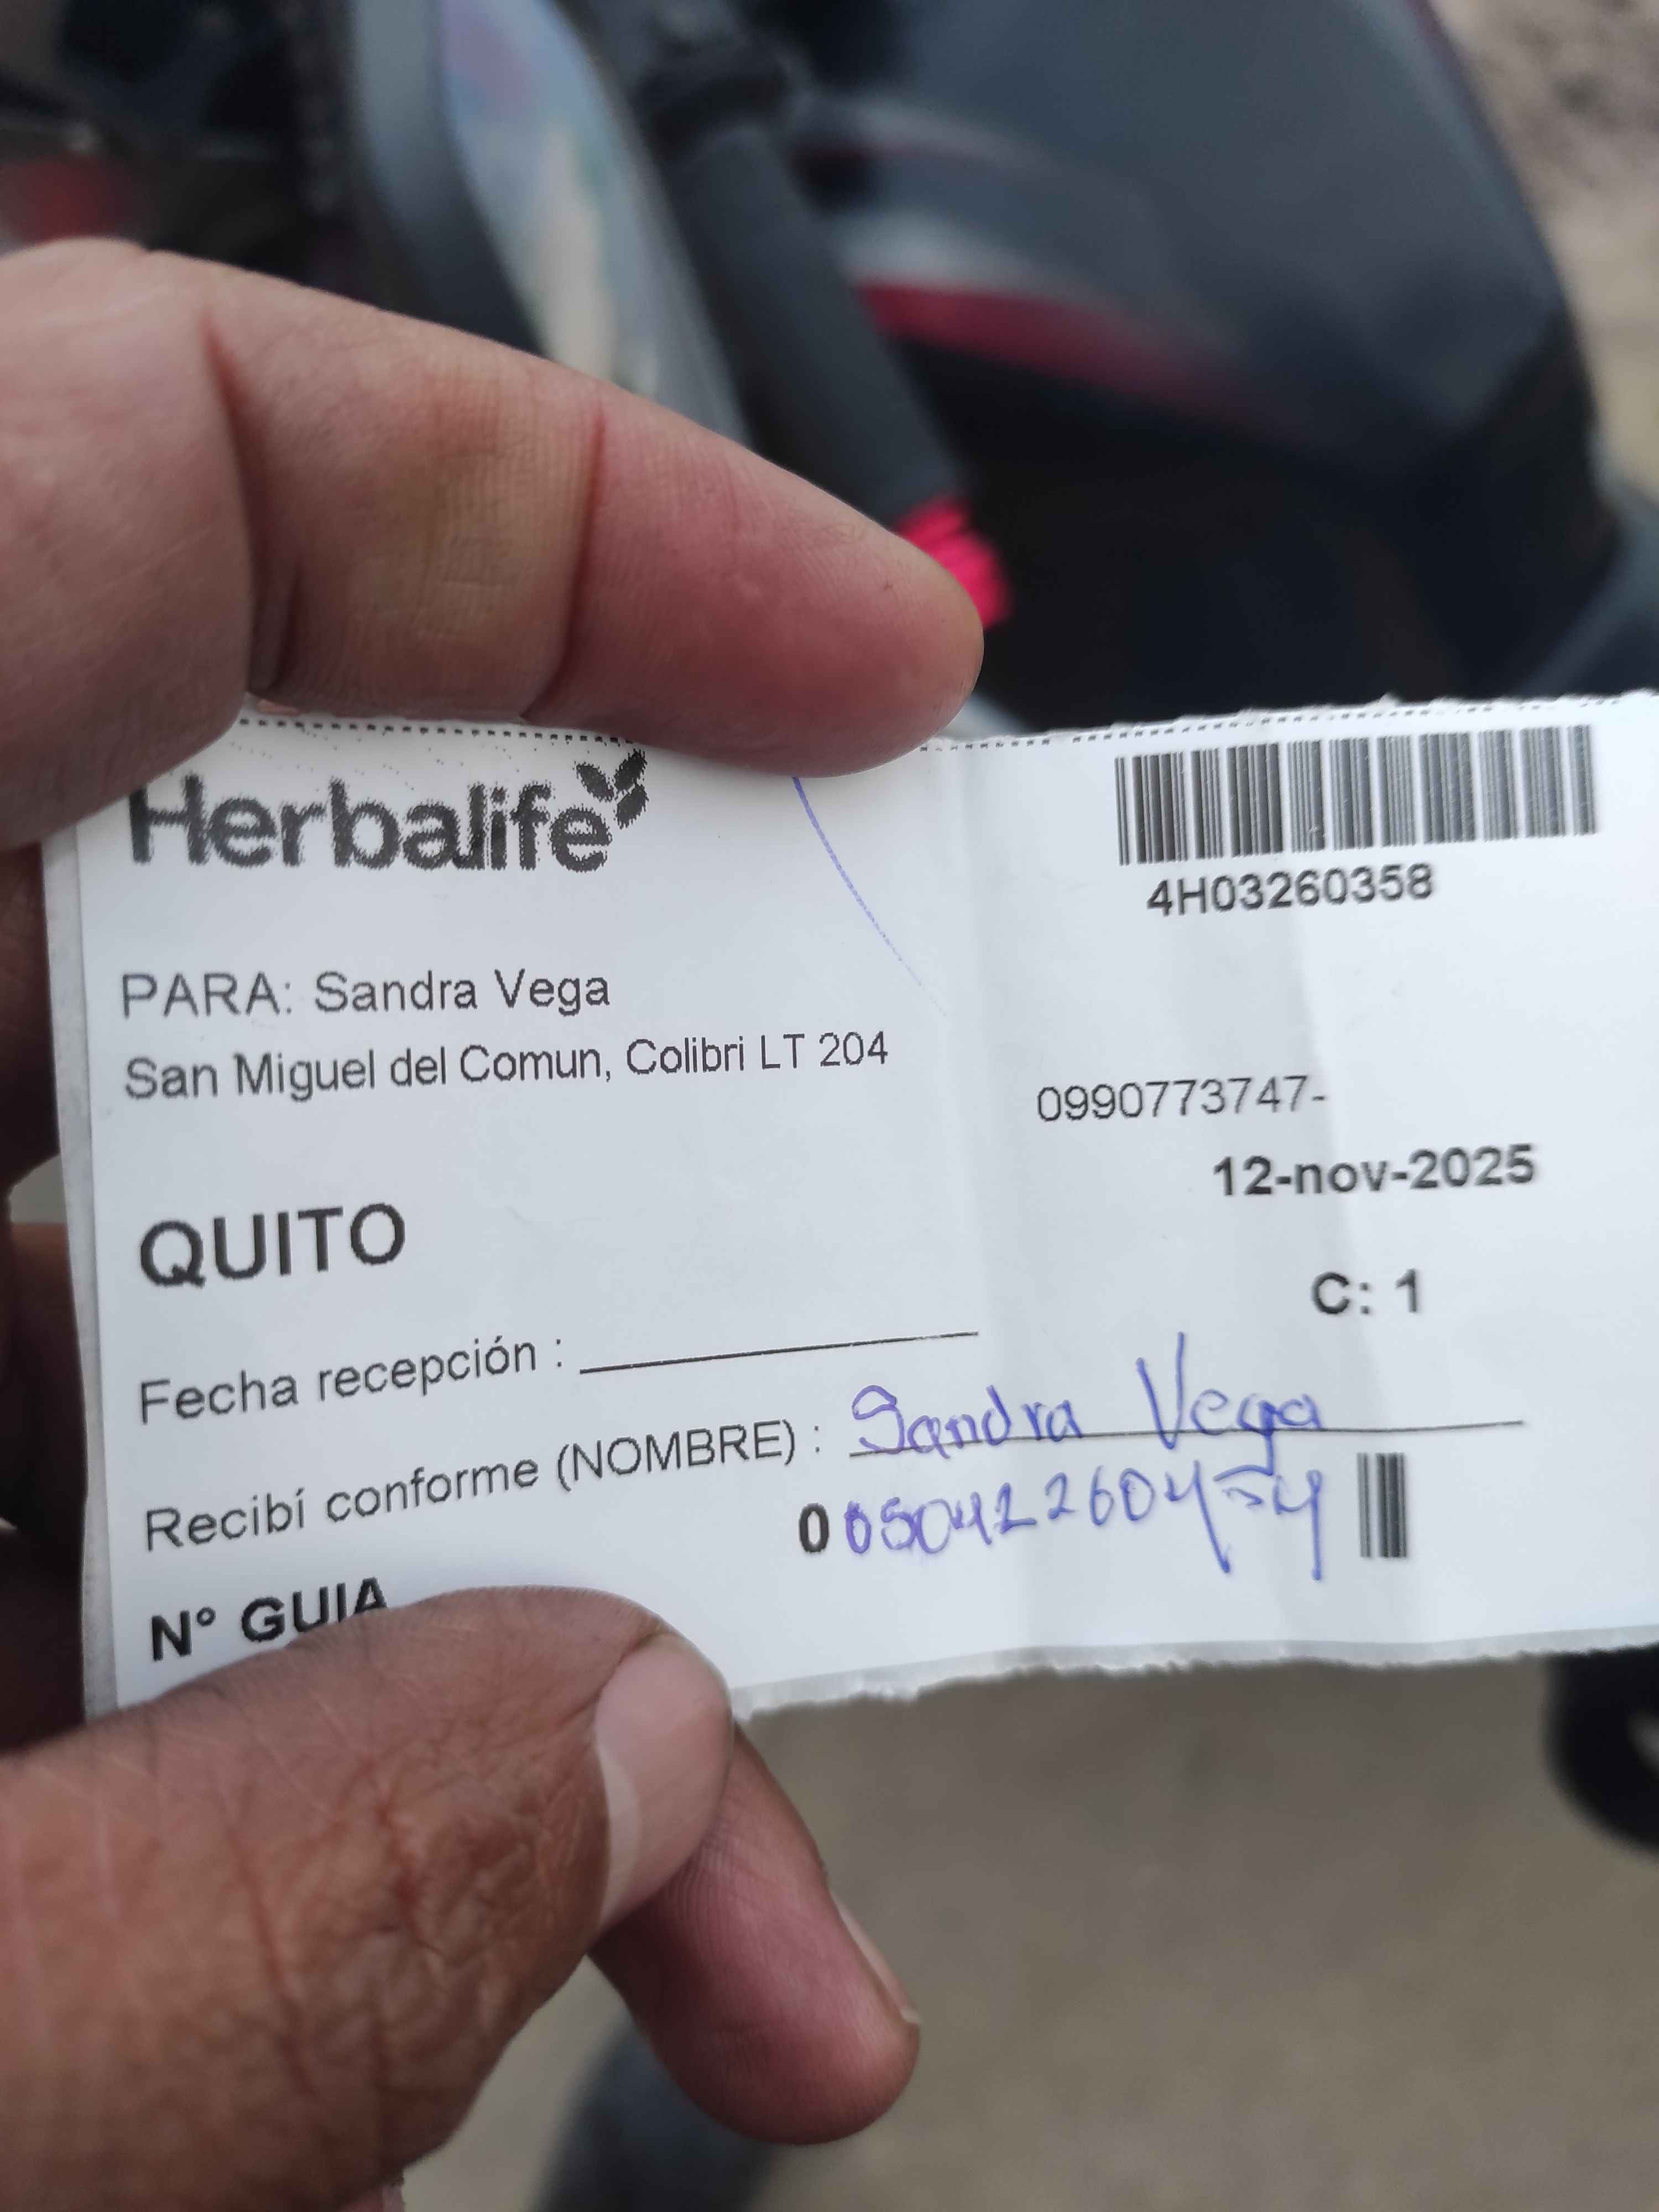 Herbalife
4H03260358
PARA: Sandra Vega
San Miguel del Comun, Colibri LT 204
0990773747-
12-nov-2025
QUITO
C: 1
Fecha recepción :
Recibí conforme (NOMBRE) : Sandra Vega
0
N° GUIA